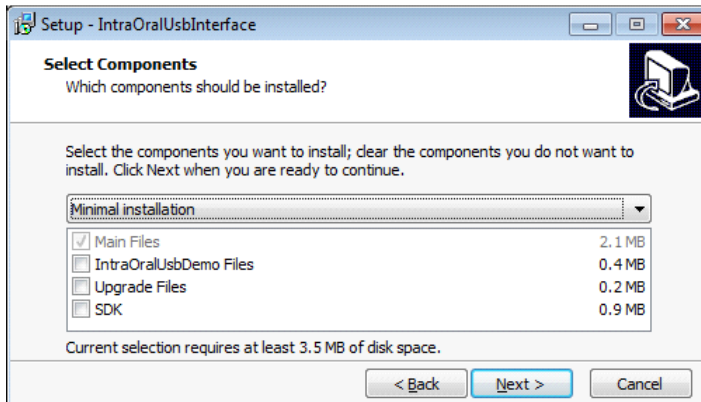 Setup - IntraOralUsbInterface
Select Components
Which components should be installed?
Select the components you want to install; clear the components you do not want to
install. Click Next when you are ready to continue.
Minimal installation
Main Files 2.1 MB
IntraOralUsbDemo Files 0.4 MB
Upgrade Files 0.2 MB
SDK 0.9 MB
Current selection requires at least 3.5 MB of disk space.
< Back Next > Cancel